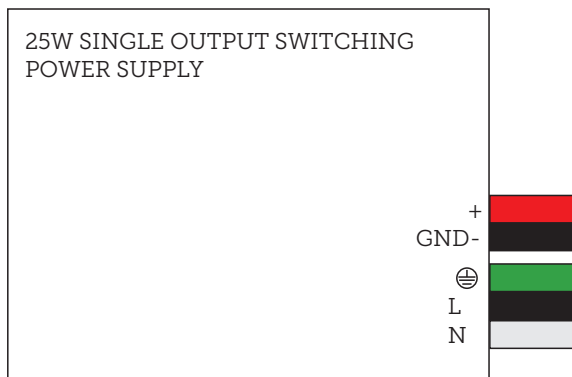 25W SINGLE OUTPUT SWITCHING
POWER SUPPLY
+
GND-
⏚
L
N